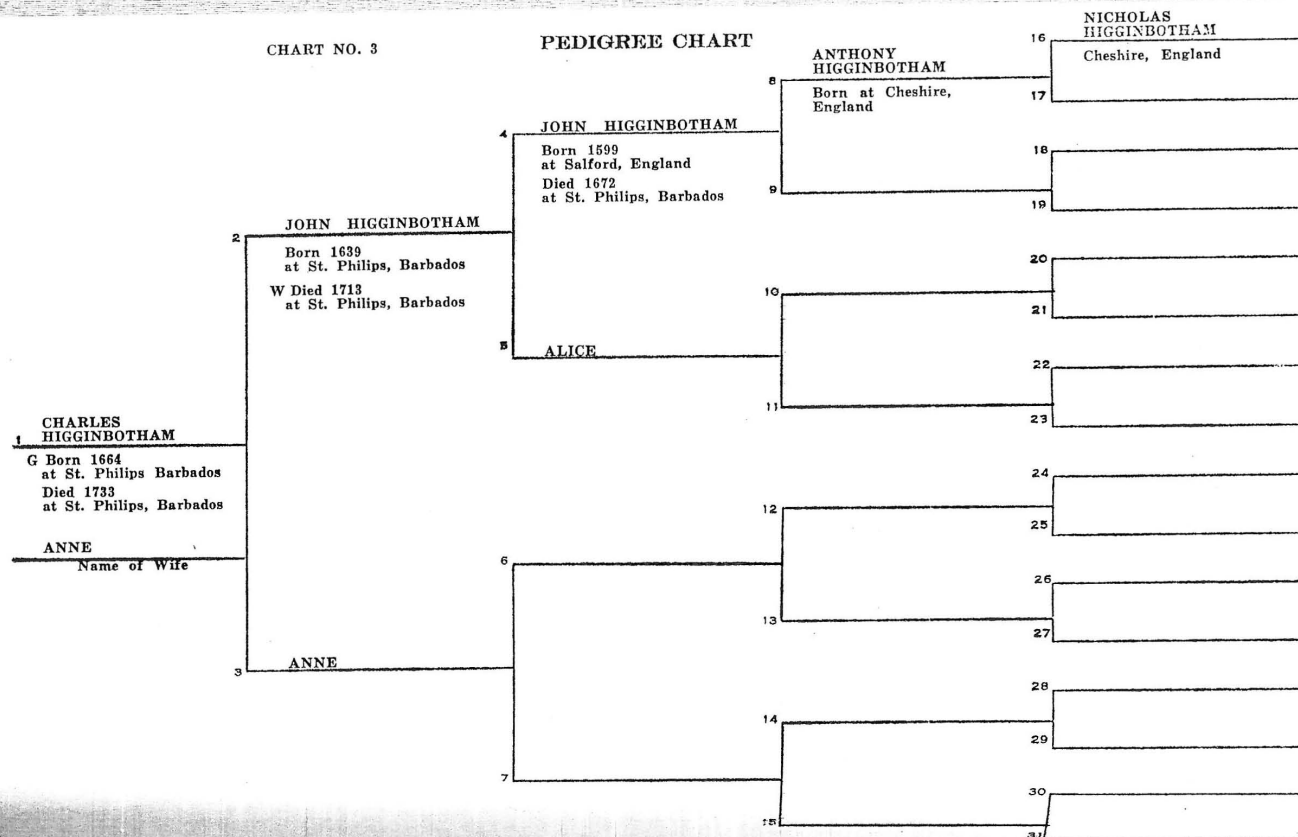 CHART NO. 3
PEDIGREE CHART
1
CHARLES
HIGGINBOTHAM
G Born 1664
at St. Philips Barbados
Died 1733
at St. Philips, Barbados
ANNE
Name of Wife
2
JOHN HIGGINBOTHAM
Born 1639
at St. Philips, Barbados
W Died 1713
at St. Philips, Barbados
3
ANNE
4
JOHN HIGGINBOTHAM
Born 1599
at Salford, England
Died 1672
at St. Philips, Barbados
5
ALICE
6
7
8
ANTHONY
HIGGINBOTHAM
Born at Cheshire,
England
9
10
11
12
13
14
15
16
NICHOLAS
HIGGINBOTHAM
Cheshire, England
17
18
19
20
21
22
23
24
25
26
27
28
29
30
31